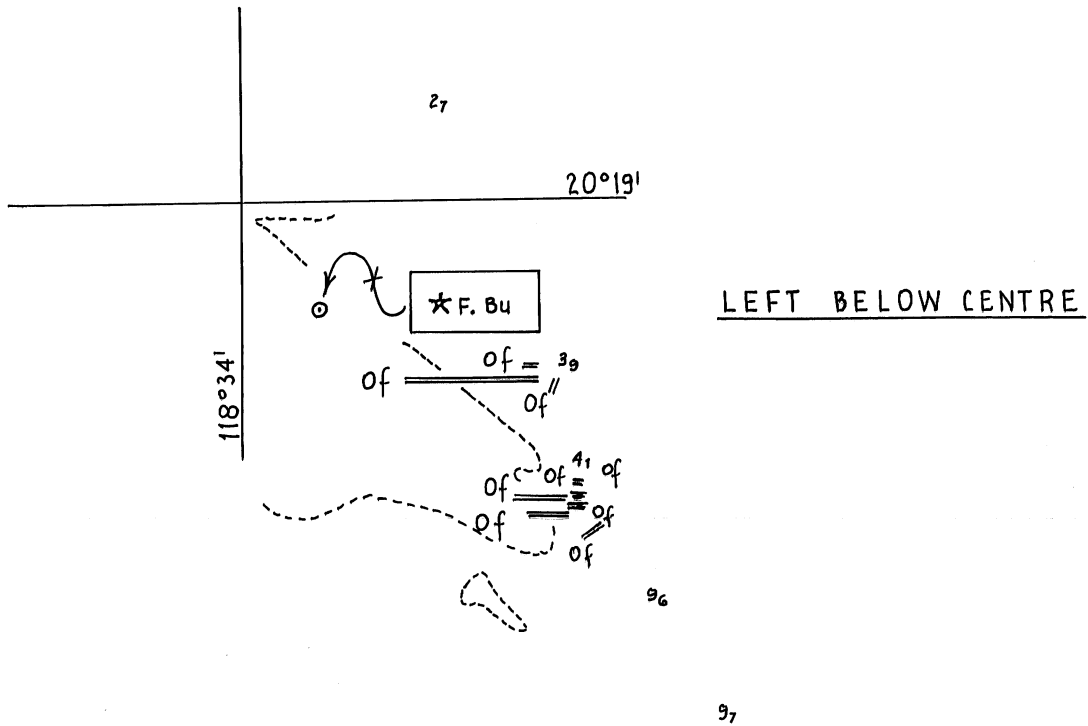 2₇
20°19'
118°34'
★ F. Bu
LEFT BELOW CENTRE
Of = 3₉
Of
Of
Of 4₁ Of
Of
Of Of
Of
9₆
9₇